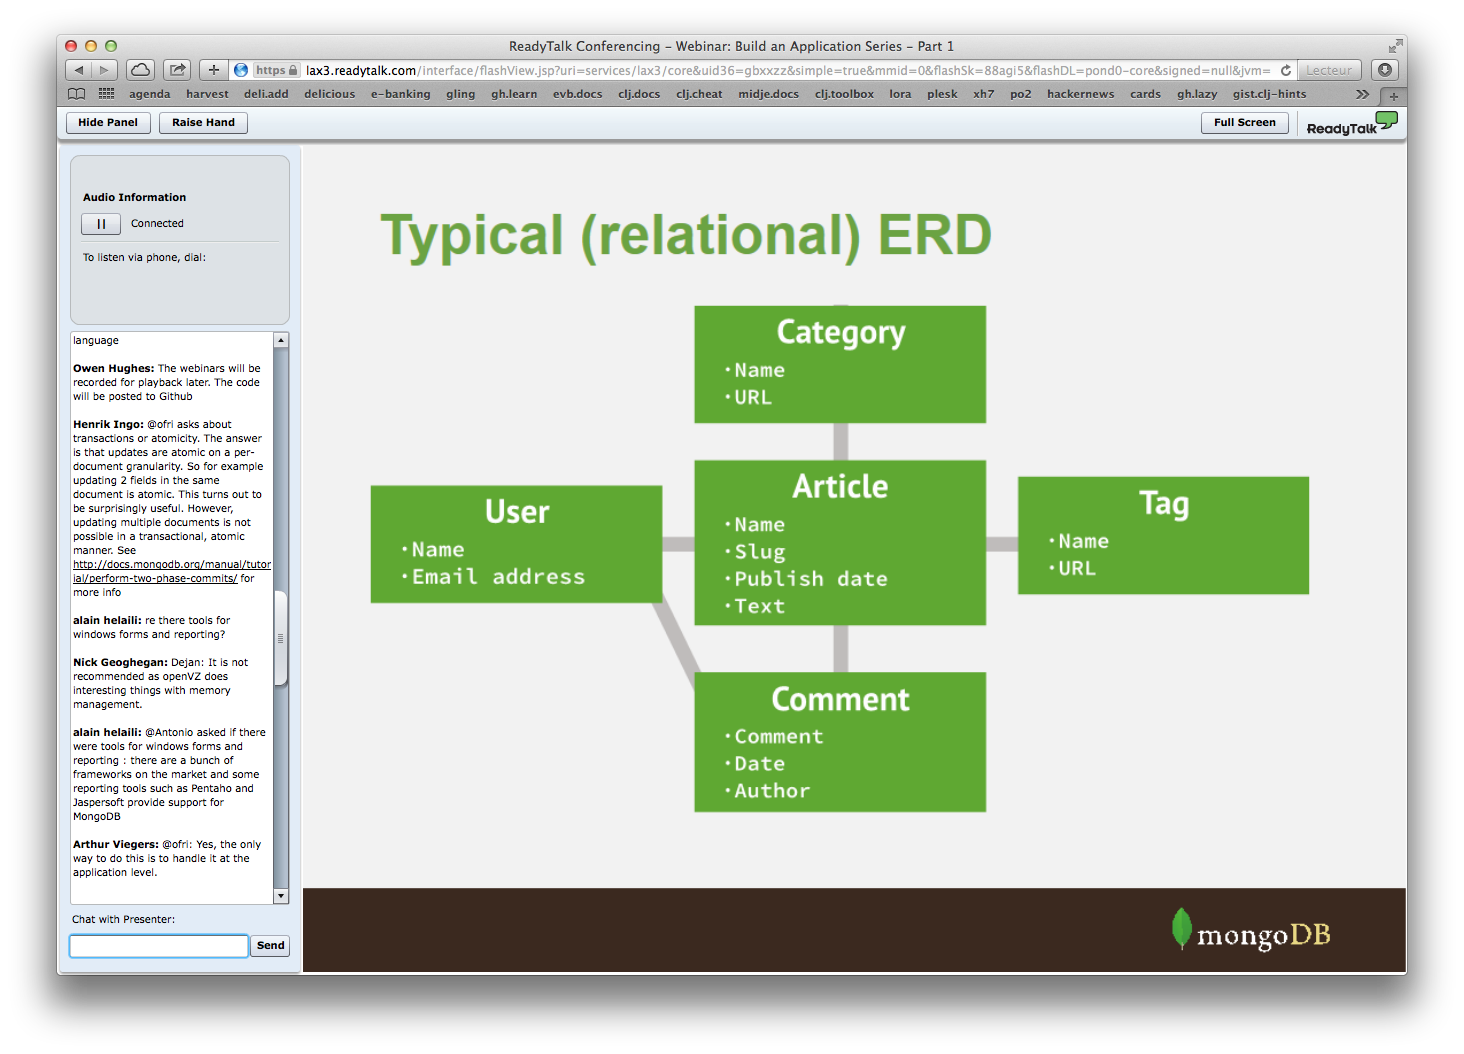 ReadyTalk Conferencing – Webinar: Build an Application Series – Part 1
https lax3.readytalk.com/interface/flashView.jsp?uri=services/lax3/core&uid36=gbxxzz&simple=true&mmid=0&flashSk=88agi5&flashDL=pond0-core&signed=null&jvm= Lecteur
agenda harvest deli.add delicious e-banking gling gh.learn evb.docs clj.docs clj.cheat midje.docs clj.toolbox lora plesk xh7 po2 hackernews cards gh.lazy gist.clj-hints
Hide Panel Raise Hand Full Screen ReadyTalk
Audio Information
Connected
To listen via phone, dial:
language
Owen Hughes: The webinars will be
recorded for playback later. The code
will be posted to Github
Henrik Ingo: @ofri asks about
transactions or atomicity. The answer
is that updates are atomic on a per-
document granularity. So for example
updating 2 fields in the same
document is atomic. This turns out to
be surprisingly useful. However,
updating multiple documents is not
possible in a transactional, atomic
manner. See
http://docs.mongodb.org/manual/tutor
ial/perform-two-phase-commits/ for
more info
alain helaili: re there tools for
windows forms and reporting?
Nick Geoghegan: Dejan: It is not
recommended as openVZ does
interesting things with memory
management.
alain helaili: @Antonio asked if there
were tools for windows forms and
reporting : there are a bunch of
frameworks on the market and some
reporting tools such as Pentaho and
Jaspersoft provide support for
MongoDB
Arthur Viegers: @ofri: Yes, the only
way to do this is to handle it at the
application level.
Chat with Presenter:
Send
Typical (relational) ERD
Category
·Name
·URL
User
·Name
·Email address
Article
·Name
·Slug
·Publish date
·Text
Tag
·Name
·URL
Comment
·Comment
·Date
·Author
mongoDB